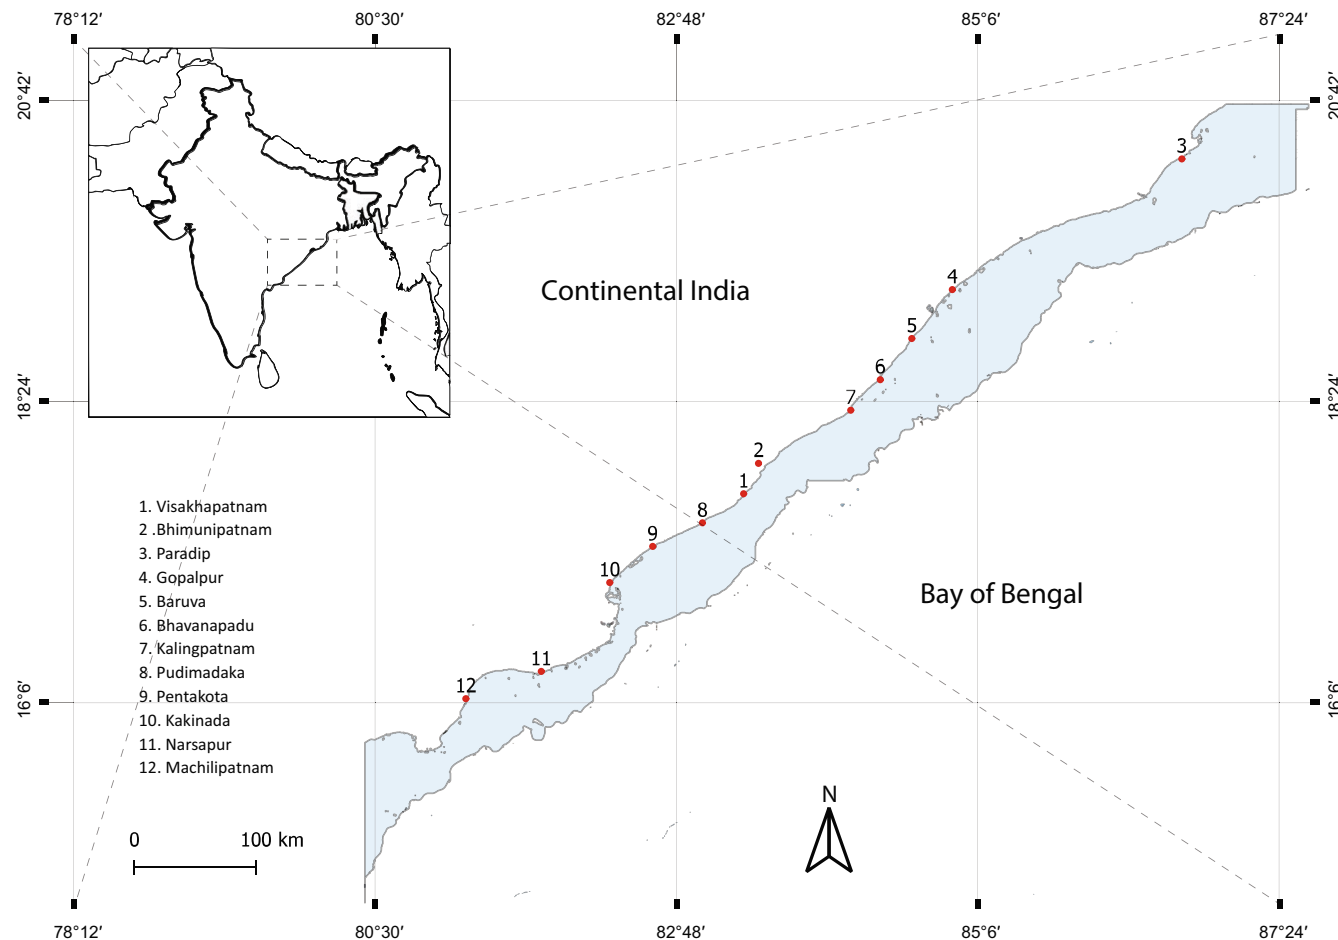 78°12′ 80°30′ 82°48′ 85°6′ 87°24′
20°42′ 20°42′
3
4
Continental India
5
6
7
18°24′ 18°24′
2
1
8
9
10
Bay of Bengal
11
12
16°6′ 16°6′
1. Visakhapatnam
2 .Bhimunipatnam
3. Paradip
4. Gopalpur
5. Baruva
6. Bhavanapadu
7. Kalingpatnam
8. Pudimadaka
9. Pentakota
10. Kakinada
11. Narsapur
12. Machilipatnam
N
0 100 km
78°12′ 80°30′ 82°48′ 85°6′ 87°24′